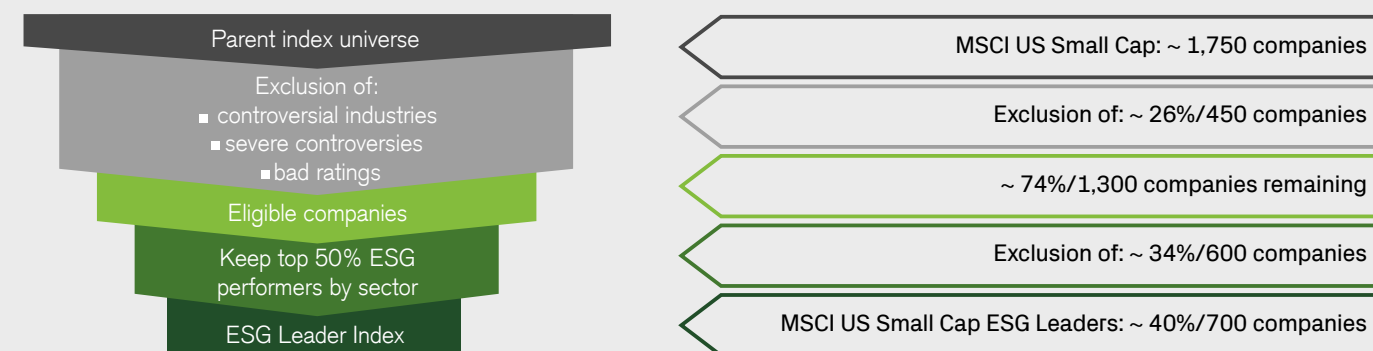 Parent index universe
MSCI US Small Cap: ~ 1,750 companies
Exclusion of:
controversial industries
severe controversies
bad ratings
Exclusion of: ~ 26%/450 companies
Eligible companies
~ 74%/1,300 companies remaining
Keep top 50% ESG
performers by sector
Exclusion of: ~ 34%/600 companies
ESG Leader Index
MSCI US Small Cap ESG Leaders: ~ 40%/700 companies